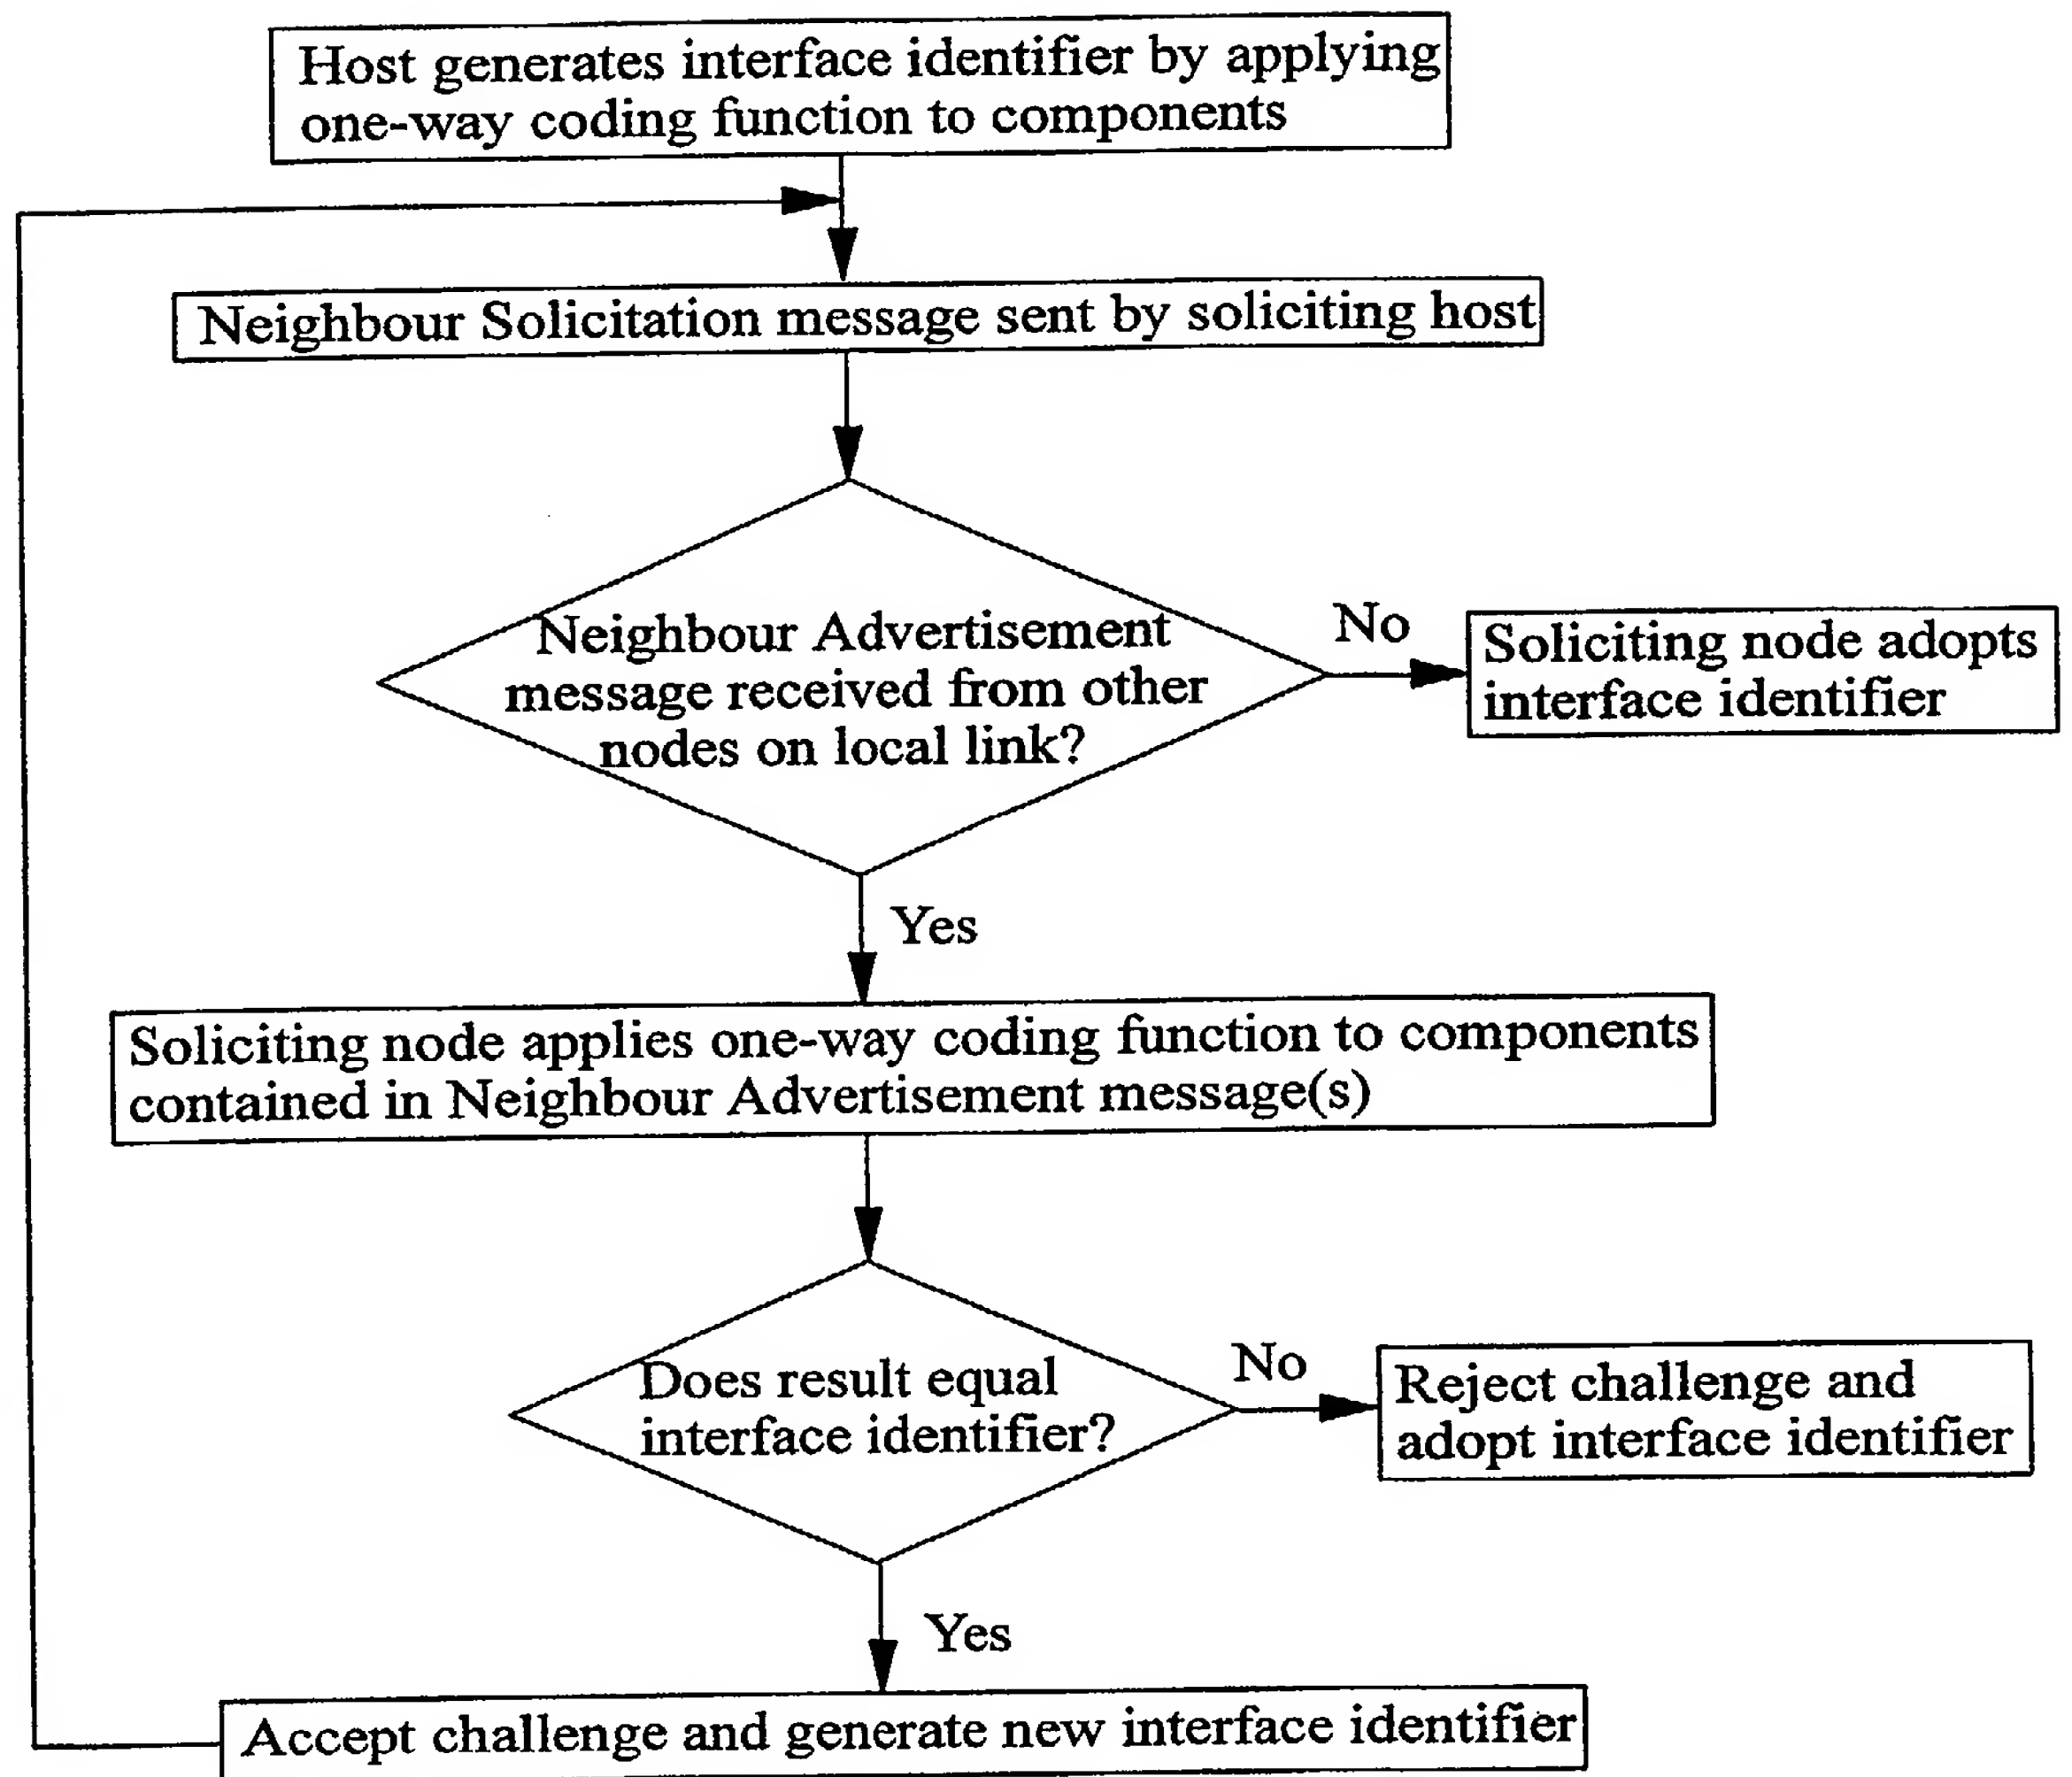 Host generates interface identifier by applying
one-way coding function to components
Neighbour Solicitation message sent by soliciting host
Neighbour Advertisement
message received from other
nodes on local link?
No
Soliciting node adopts
interface identifier
Yes
Soliciting node applies one-way coding function to components
contained in Neighbour Advertisement message(s)
Does result equal
interface identifier?
No
Reject challenge and
adopt interface identifier
Yes
Accept challenge and generate new interface identifier